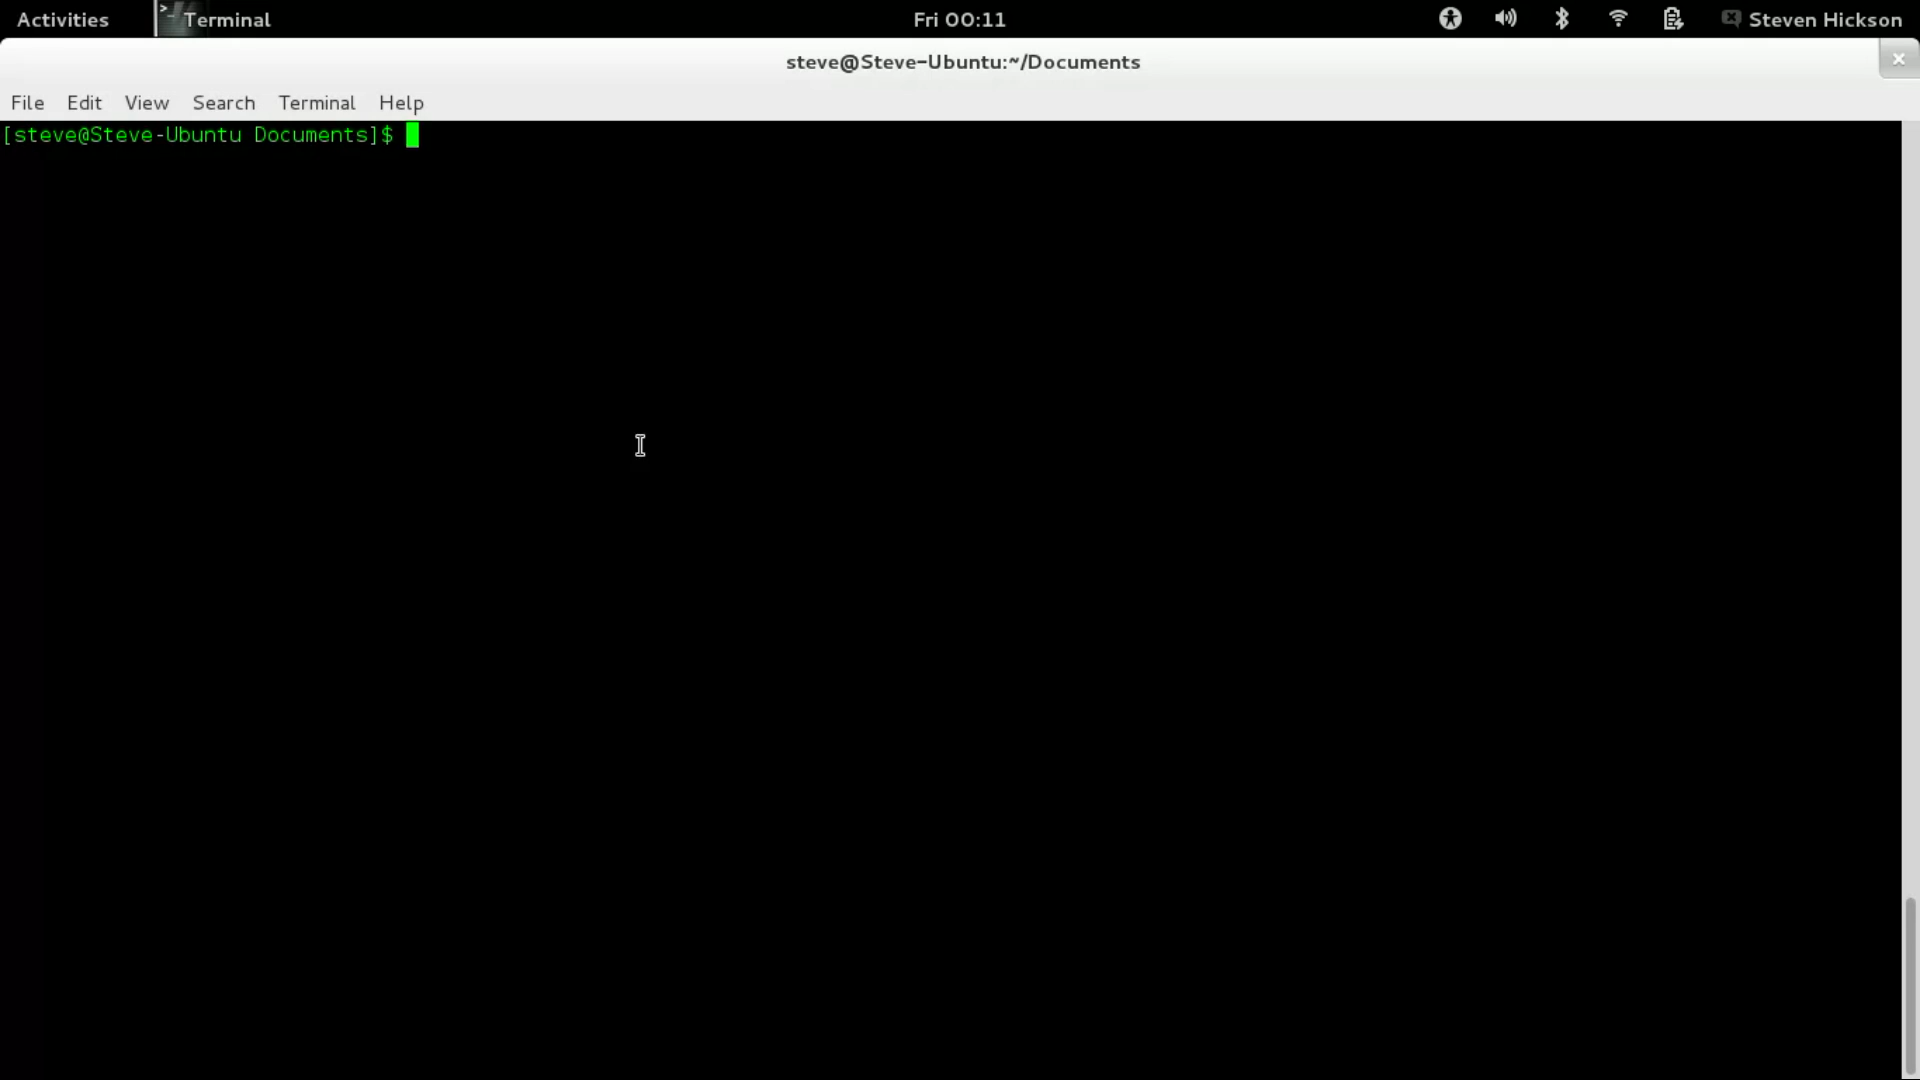 Activities Terminal Fri 00:11 Steven Hickson
steve@Steve-Ubuntu:~/Documents
File Edit View Search Terminal Help
[steve@Steve-Ubuntu Documents]$